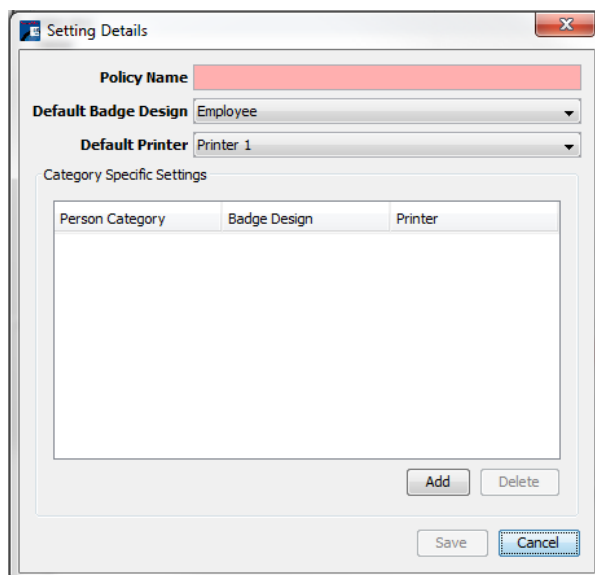 Setting Details
Policy Name
Default Badge Design Employee
Default Printer Printer 1
Category Specific Settings
Person Category Badge Design Printer
Add Delete
Save Cancel